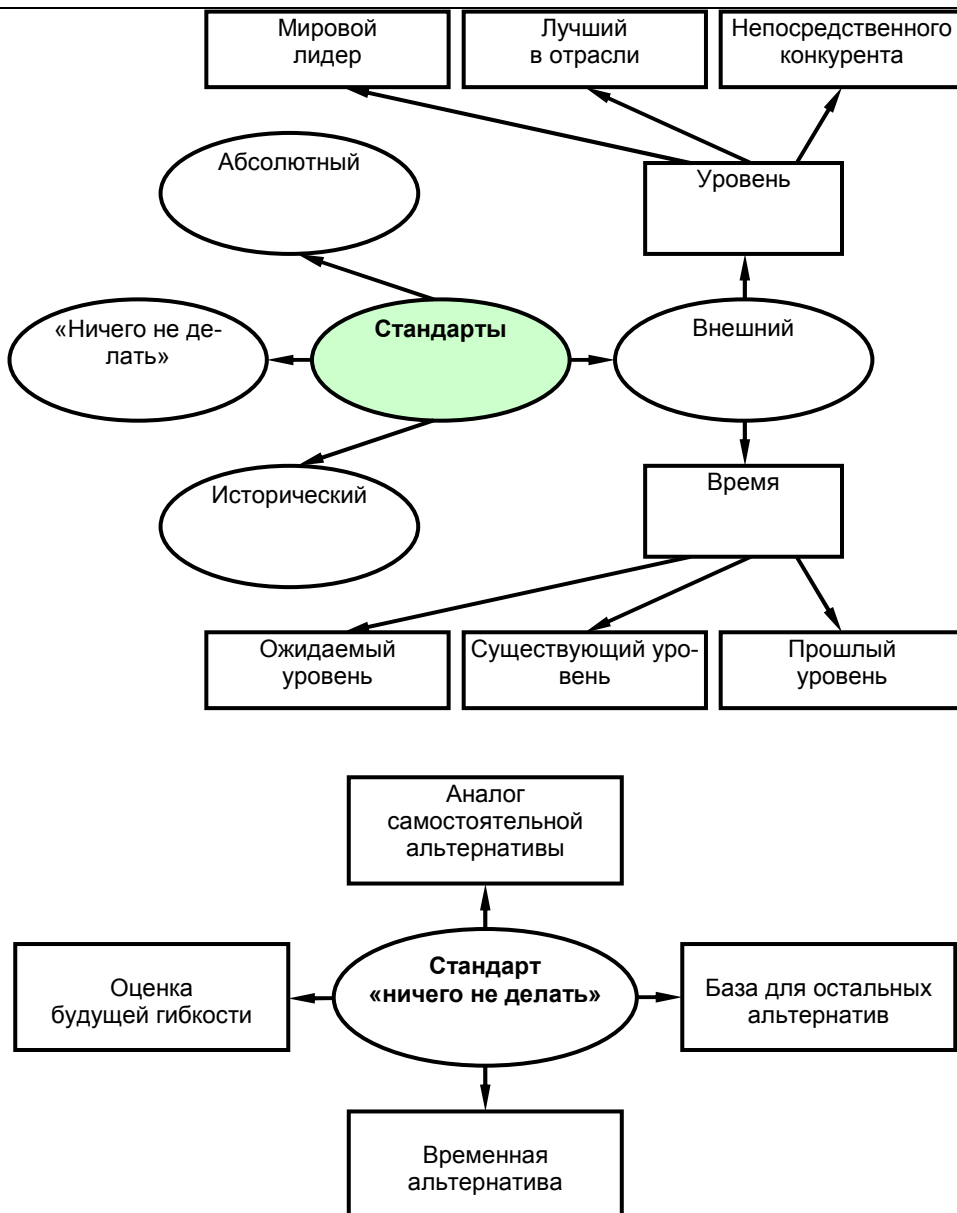 Мировой
лидер
Лучший
в отрасли
Непосредственного
конкурента
Абсолютный
Уровень
«Ничего не де-
лать»
Стандарты
Внешний
Исторический
Время
Ожидаемый
уровень
Существующий уро-
вень
Прошлый
уровень
Аналог
самостоятельной
альтернативы
Оценка
будущей гибкости
Стандарт
«ничего не делать»
База для остальных
альтернатив
Временная
альтернатива